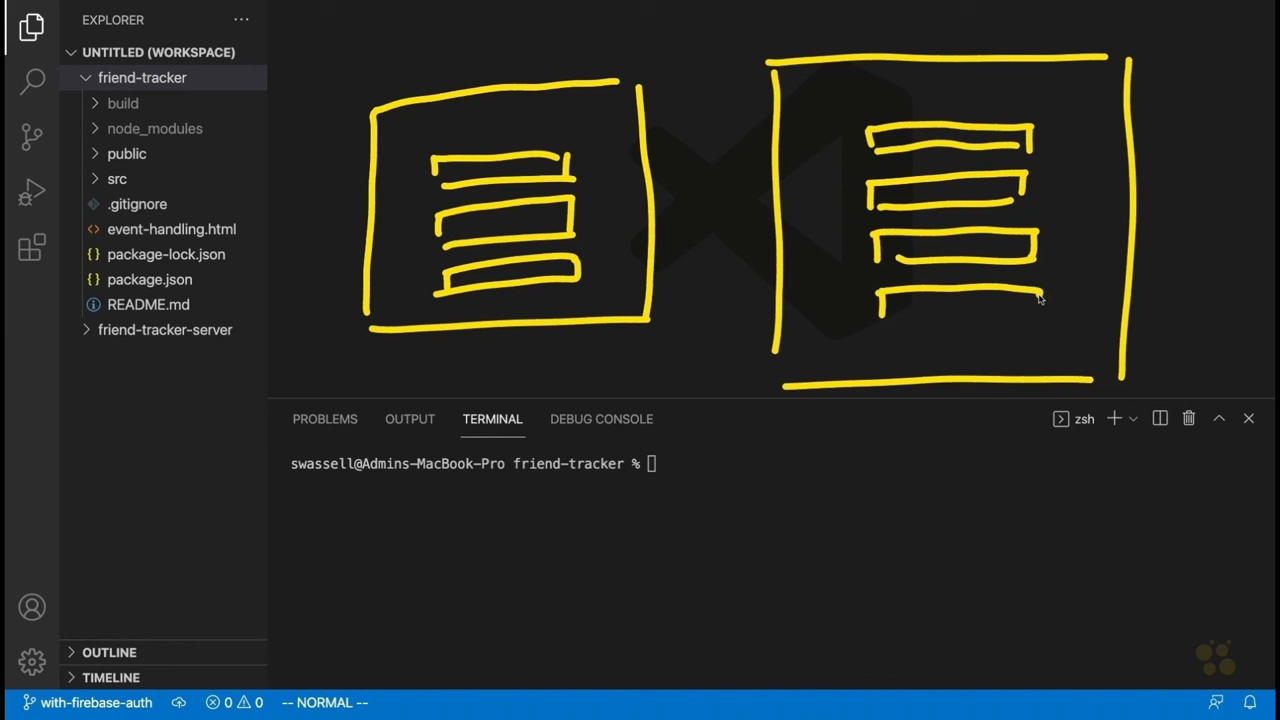 EXPLORER
UNTITLED (WORKSPACE)
friend-tracker
build
node_modules
public
src
.gitignore
event-handling.html
package-lock.json
package.json
README.md
friend-tracker-server
PROBLEMS OUTPUT TERMINAL DEBUG CONSOLE
zsh
swassell@Admins-MacBook-Pro friend-tracker %
OUTLINE
TIMELINE
with-firebase-auth 0 0 -- NORMAL --